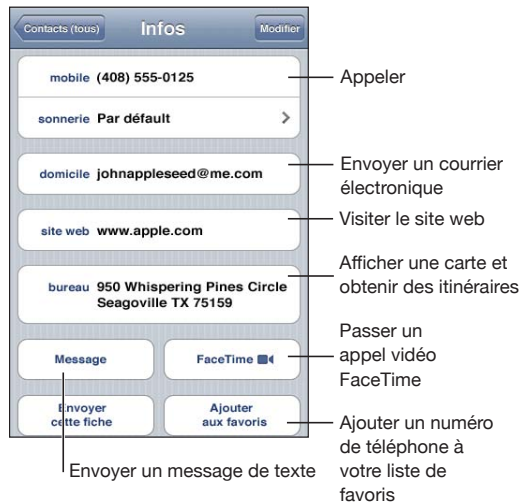 Contacts (tous) Infos Modifier
mobile (408) 555-0125
Appeler
sonnerie Par défaut
domicile johnappleseed@me.com
Envoyer un courrier
électronique
site web www.apple.com
Visiter le site web
bureau 950 Whispering Pines Circle
Seagoville TX 75159
Afficher une carte et
obtenir des itinéraires
Message
FaceTime
Passer un
appel vidéo
FaceTime
Envoyer
cette fiche
Ajouter
aux favoris
Ajouter un numéro
de téléphone à
votre liste de
favoris
Envoyer un message de texte